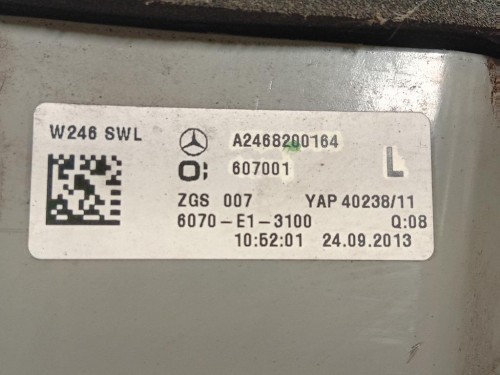 W246 SWL A2468200164
O; 607001 L
ZGS 007 YAP 40238/11
6070-E1-3100 Q:08
10:52:01 24.09.2013